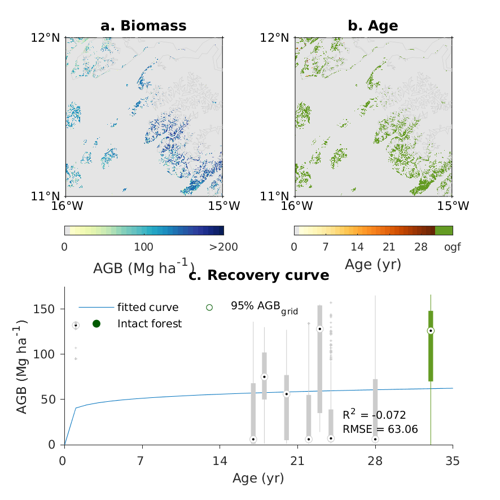 a. Biomass
b. Age
12°N
12°N
11°N
11°N
16°W
15°W
16°W
15°W
0
100
>200
0
7
14
21
28
ogf
AGB (Mg ha⁻¹)
Age (yr)
c. Recovery curve
fitted curve
95% AGB_grid
Intact forest
150
100
50
0
AGB (Mg ha⁻¹)
R² = -0.072
RMSE = 63.06
0
7
14
21
28
35
Age (yr)